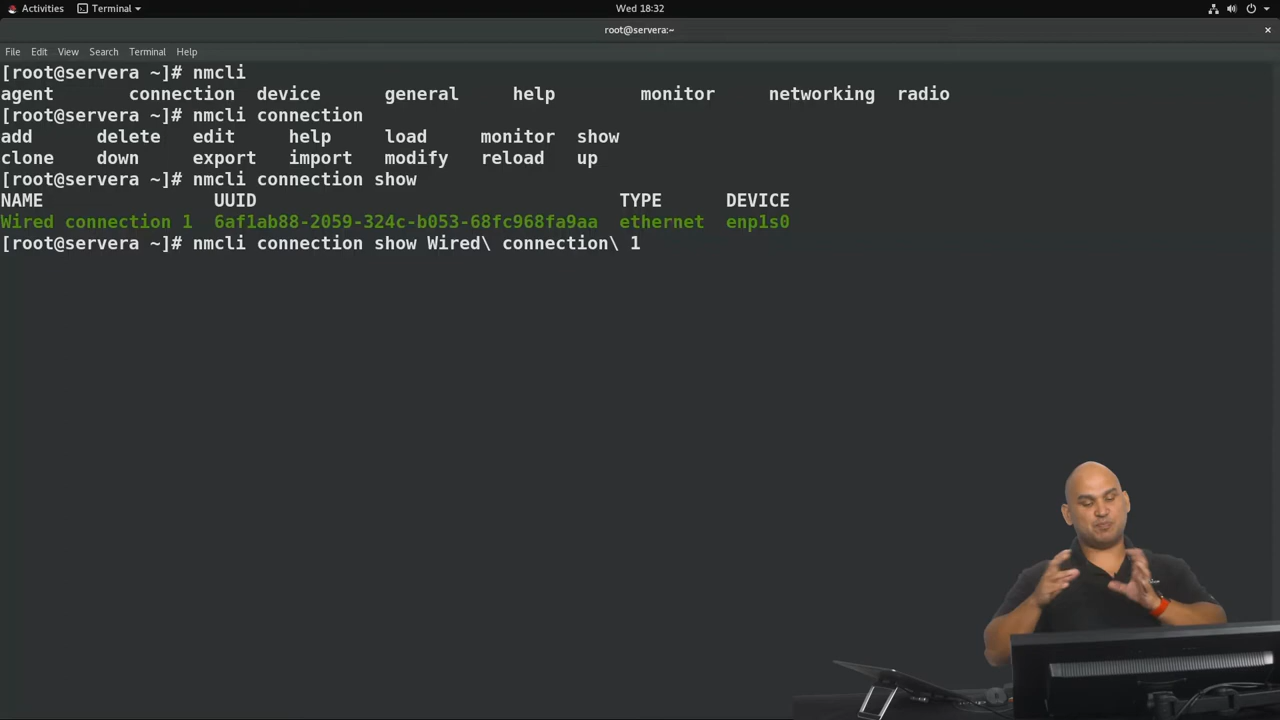 Activities Terminal Wed 18:32
root@servera:~ ×
File Edit View Search Terminal Help
[root@servera ~]# nmcli
agent connection device general help monitor networking radio
[root@servera ~]# nmcli connection
add delete edit help load monitor show
clone down export import modify reload up
[root@servera ~]# nmcli connection show
NAME UUID TYPE DEVICE
Wired connection 1 6af1ab88-2059-324c-b053-68fc968fa9aa ethernet enp1s0
[root@servera ~]# nmcli connection show Wired\ connection\ 1